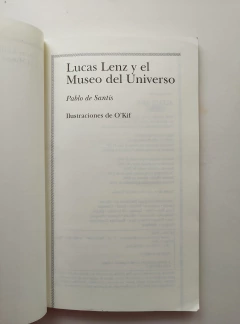 Lucas Lenz y el
Museo del Universo
Pablo de Santis
Ilustraciones de O'Kif